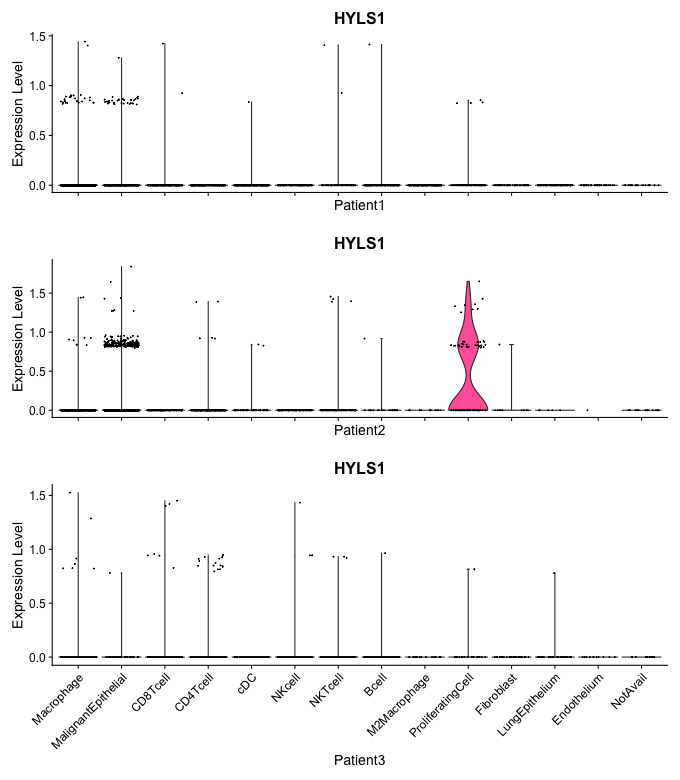 HYLS1
Expression Level
1.5
1.0
0.5
0.0
Patient1
HYLS1
Expression Level
1.5
1.0
0.5
0.0
Patient2
HYLS1
Expression Level
1.5
1.0
0.5
0.0
Macrophage
MalignantEpithelial
CD8Tcell
CD4Tcell
cDC
NKcell
NKTcell
Bcell
M2Macrophage
ProliferatingCell
Fibroblast
LungEpithelium
Endothelium
NotAvail
Patient3